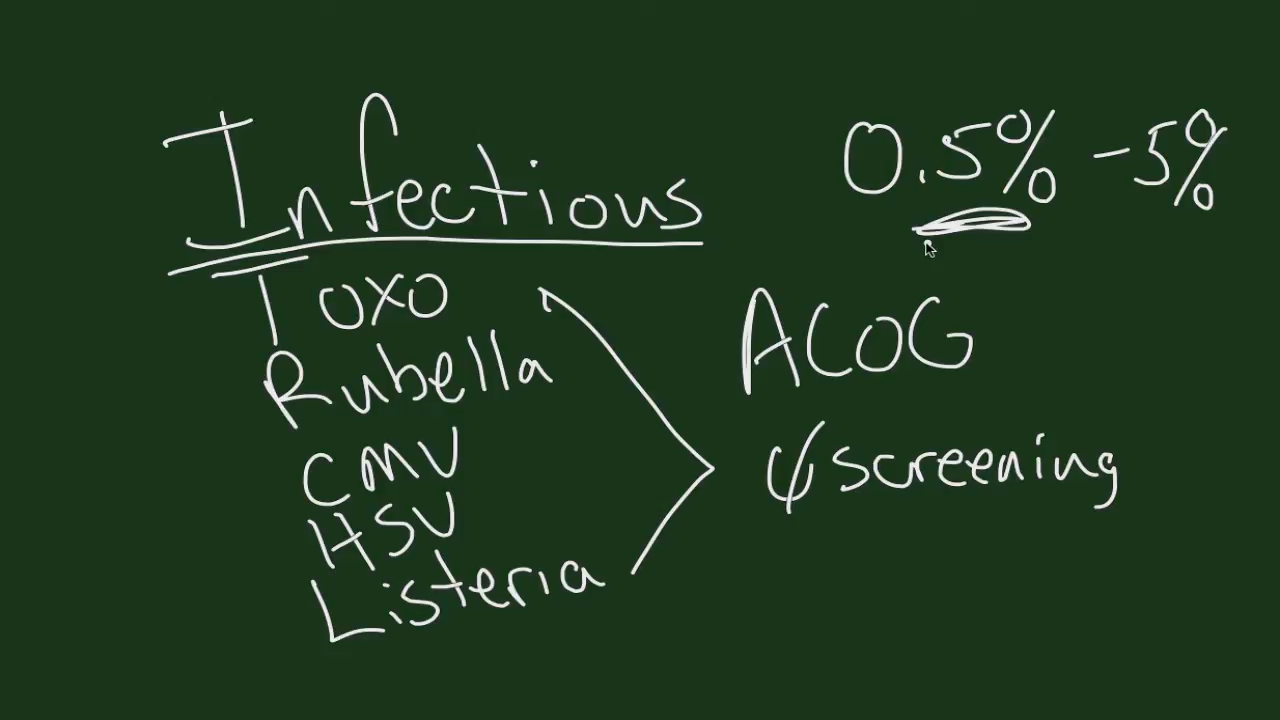 Infectious
0.5% - 5%
Toxo
Rubella
CMV
HSV
Listeria
ACOG
∅ screening